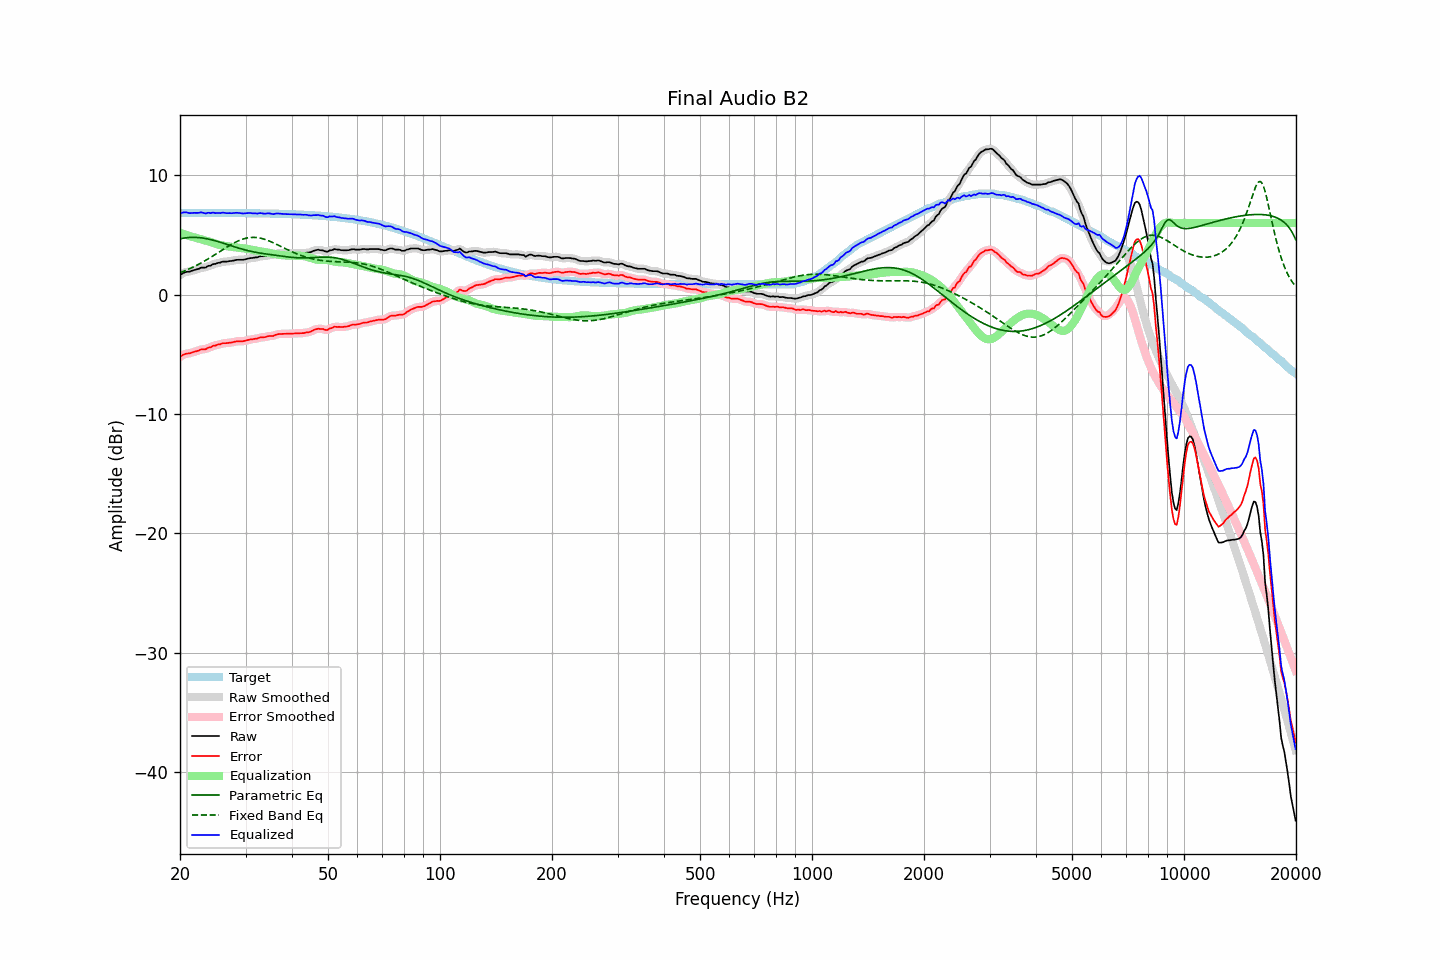 Final Audio B2
10
0
−10
−20
−30
−40
Amplitude (dBr)
Target
Raw Smoothed
Error Smoothed
Raw
Error
Equalization
Parametric Eq
Fixed Band Eq
Equalized
20 50 100 200 500 1000 2000 5000 10000 20000
Frequency (Hz)